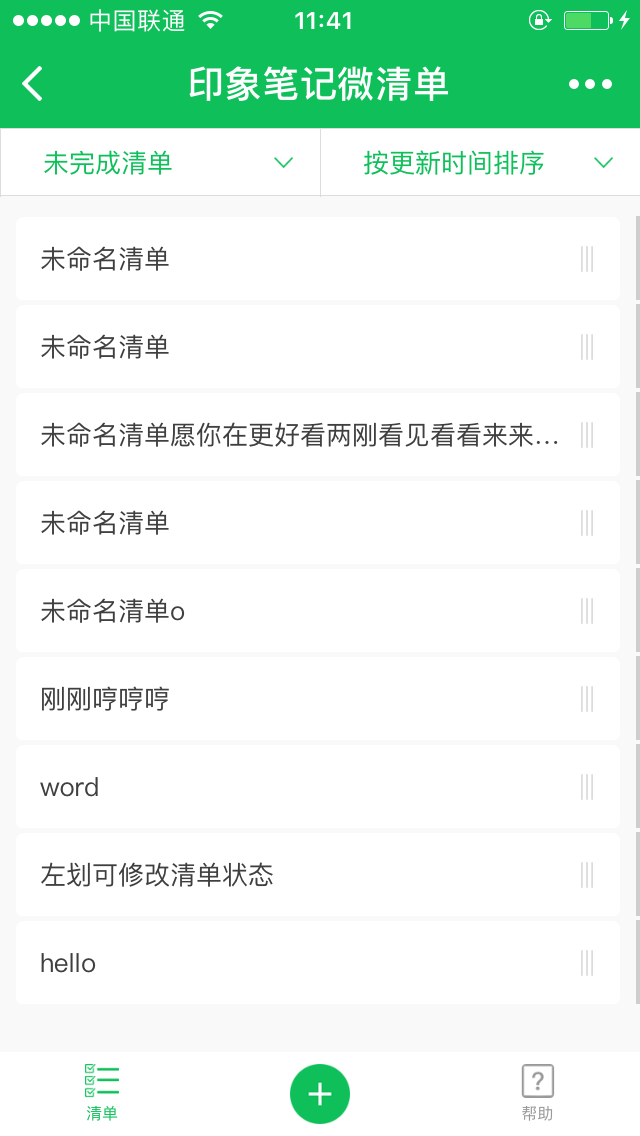 中国联通
11:41
印象笔记微清单
未完成清单
按更新时间排序
未命名清单
未命名清单
未命名清单愿你在更好看两刚看见看看来来…
未命名清单
未命名清单o
刚刚哼哼哼
word
左划可修改清单状态
hello
清单
帮助